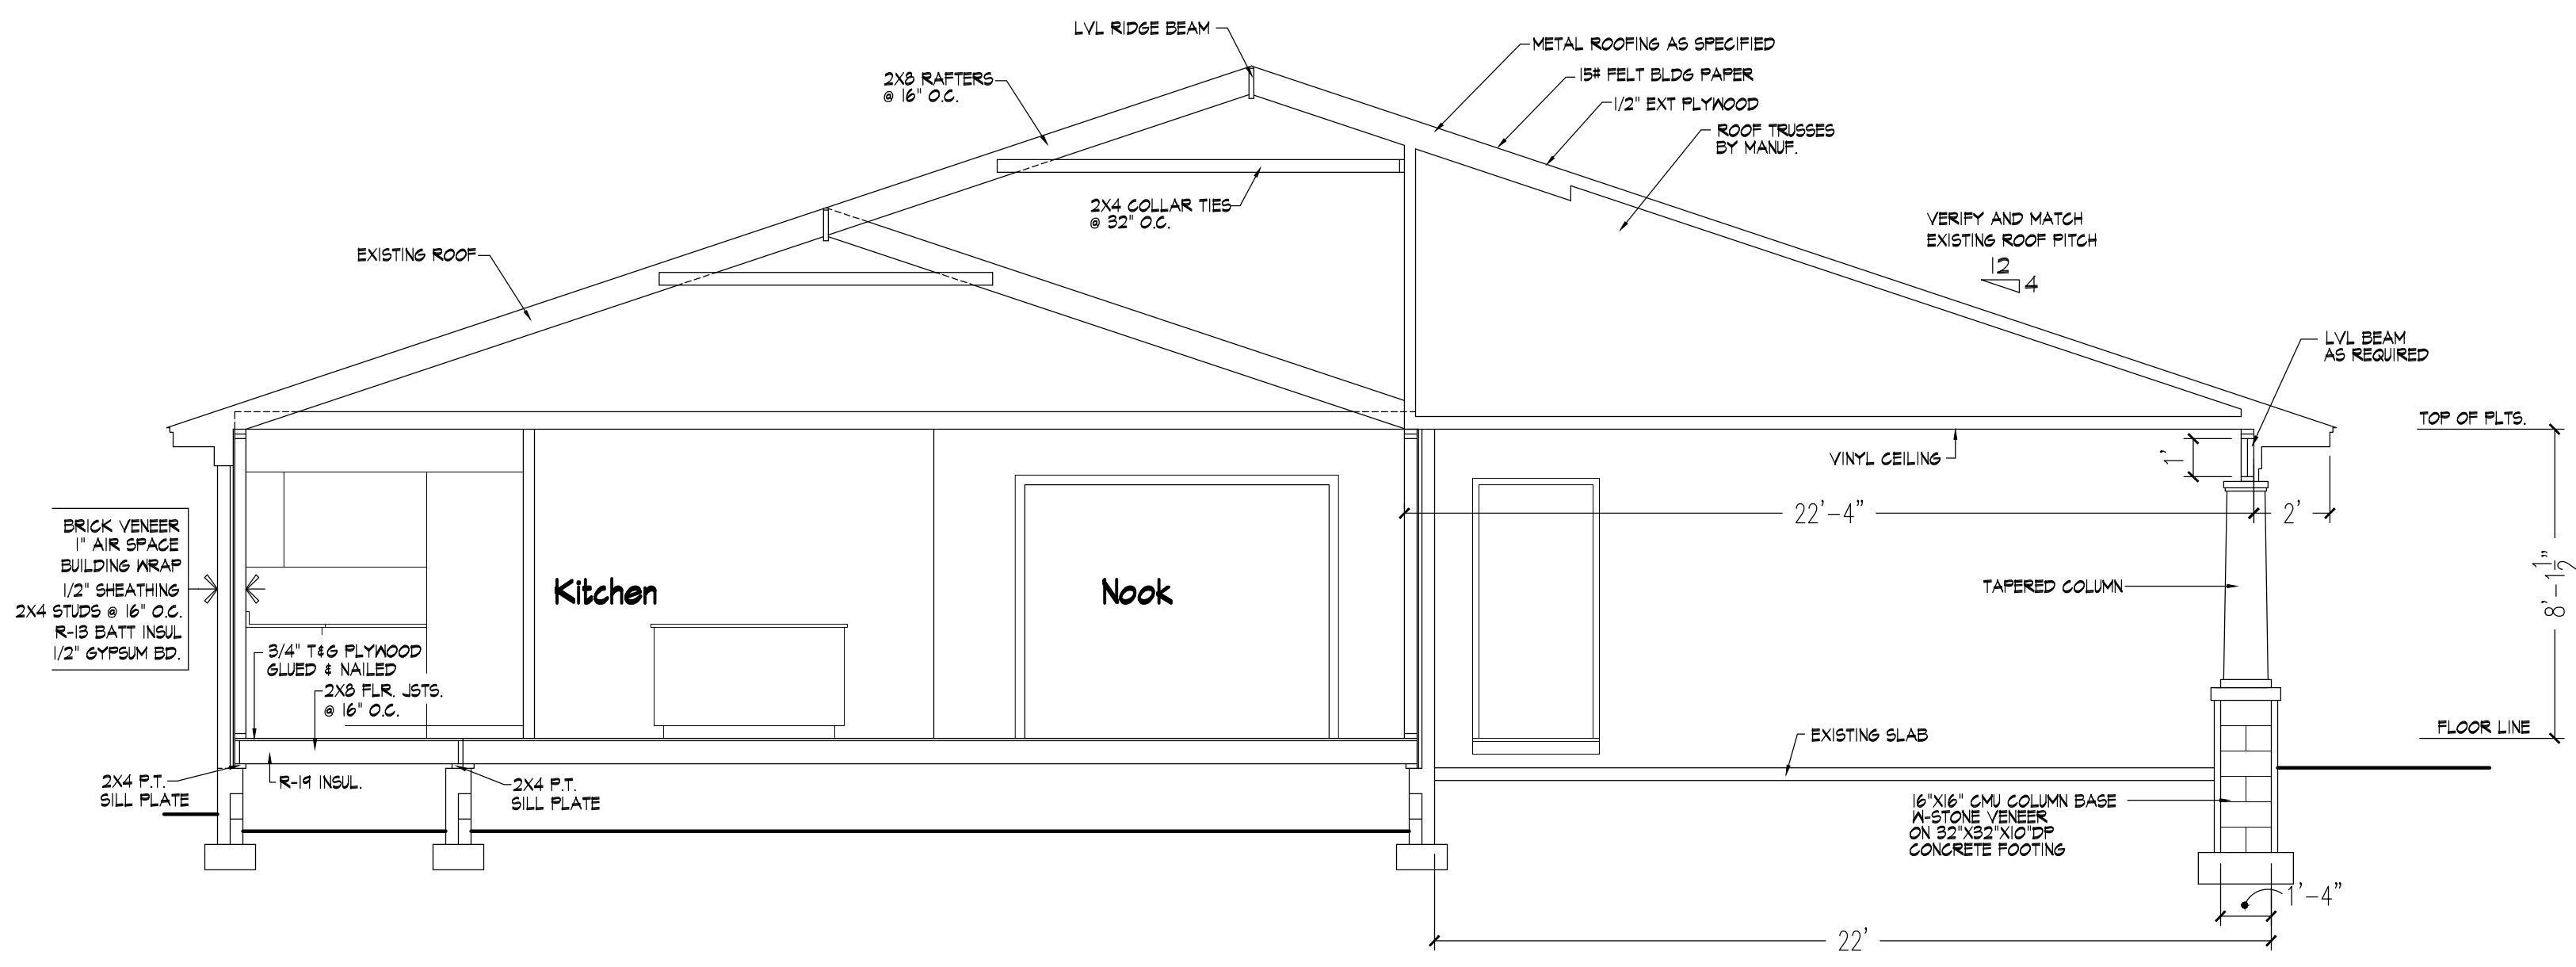 LVL RIDGE BEAM
METAL ROOFING AS SPECIFIED
2X8 RAFTERS
@ 16" O.C.
15# FELT BLDG PAPER
1/2" EXT PLYWOOD
ROOF TRUSSES
BY MANUF.
2X4 COLLAR TIES
@ 32" O.C.
VERIFY AND MATCH
EXISTING ROOF PITCH
12
4
EXISTING ROOF
LVL BEAM
AS REQUIRED
TOP OF PLTS.
VINYL CEILING
1'
22'-4"
2'
BRICK VENEER
1" AIR SPACE
BUILDING WRAP
1/2" SHEATHING
2X4 STUDS @ 16" O.C.
R-13 BATT INSUL
1/2" GYPSUM BD.
Kitchen
Nook
TAPERED COLUMN
8'-1 1/2"
3/4" T&G PLYWOOD
GLUED & NAILED
2X8 FLR. JSTS.
@ 16" O.C.
FLOOR LINE
EXISTING SLAB
2X4 P.T.
SILL PLATE
R-19 INSUL.
2X4 P.T.
SILL PLATE
16"X16" CMU COLUMN BASE
W-STONE VENEER
ON 32"X32"X10"DP
CONCRETE FOOTING
1'-4"
22'